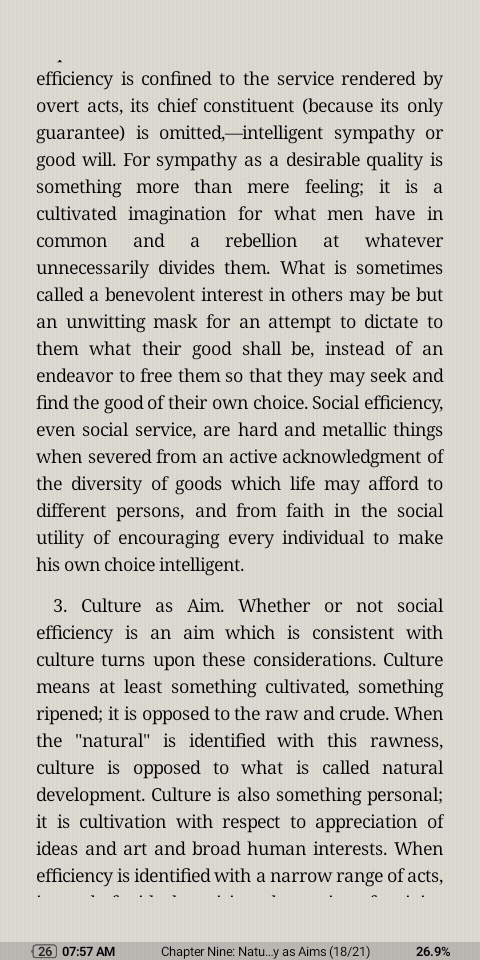 efficiency is confined to the service rendered by
overt acts, its chief constituent (because its only
guarantee) is omitted,—intelligent sympathy or
good will. For sympathy as a desirable quality is
something more than mere feeling; it is a
cultivated imagination for what men have in
common and a rebellion at whatever
unnecessarily divides them. What is sometimes
called a benevolent interest in others may be but
an unwitting mask for an attempt to dictate to
them what their good shall be, instead of an
endeavor to free them so that they may seek and
find the good of their own choice. Social efficiency,
even social service, are hard and metallic things
when severed from an active acknowledgment of
the diversity of goods which life may afford to
different persons, and from faith in the social
utility of encouraging every individual to make
his own choice intelligent.
3. Culture as Aim. Whether or not social
efficiency is an aim which is consistent with
culture turns upon these considerations. Culture
means at least something cultivated, something
ripened; it is opposed to the raw and crude. When
the "natural" is identified with this rawness,
culture is opposed to what is called natural
development. Culture is also something personal;
it is cultivation with respect to appreciation of
ideas and art and broad human interests. When
efficiency is identified with a narrow range of acts,
26 07:57 AM Chapter Nine: Natu...y as Aims (18/21) 26.9%